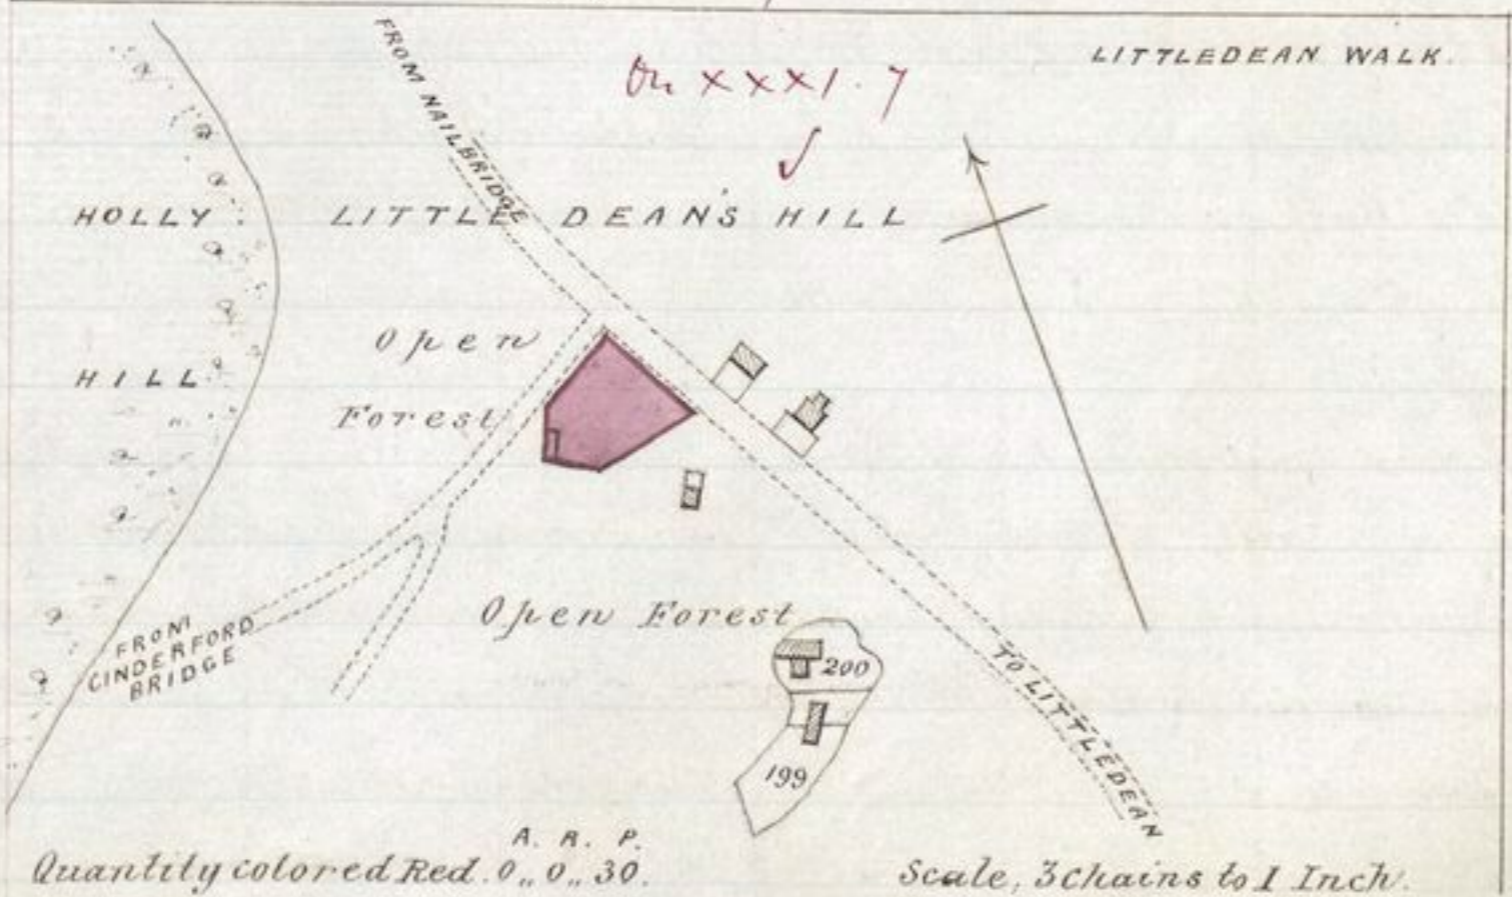 LITTLEDEAN WALK.
On XXXI. 7
FROM NAILBRIDGE
HOLLY
LITTLE DEAN'S HILL
Open
HILL
Forest
Open Forest
FROM
CINDERFORD
BRIDGE
200
199
TO LITTLEDEAN
A. R. P.
Quantity colored Red. 0,, 0,, 30.
Scale, 3 chains to 1 Inch.